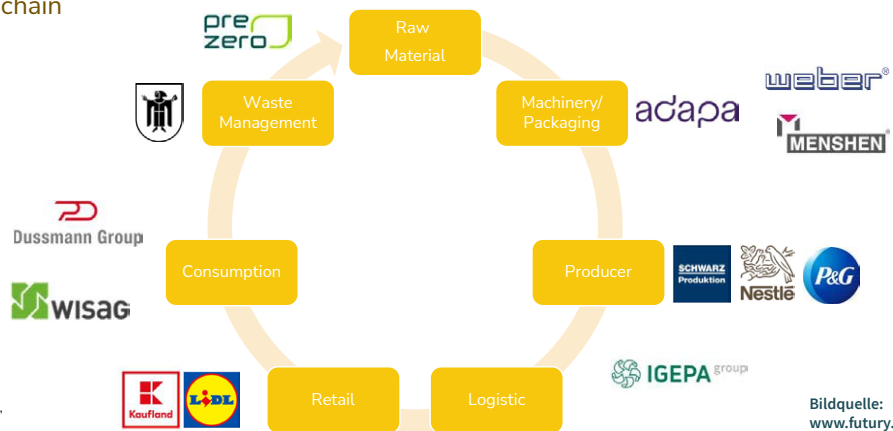 chain
pre
zero
Raw
Material
Waste
Management
Machinery/
Packaging
adapa
weber®
MENSHEN
Dussmann Group
Consumption
Producer
SCHWARZ
Produktion
Nestlé
P&G
WISAG
Kaufland
LIDL
Retail
Logistic
IGEPA group
Bildquelle:
www.futury.